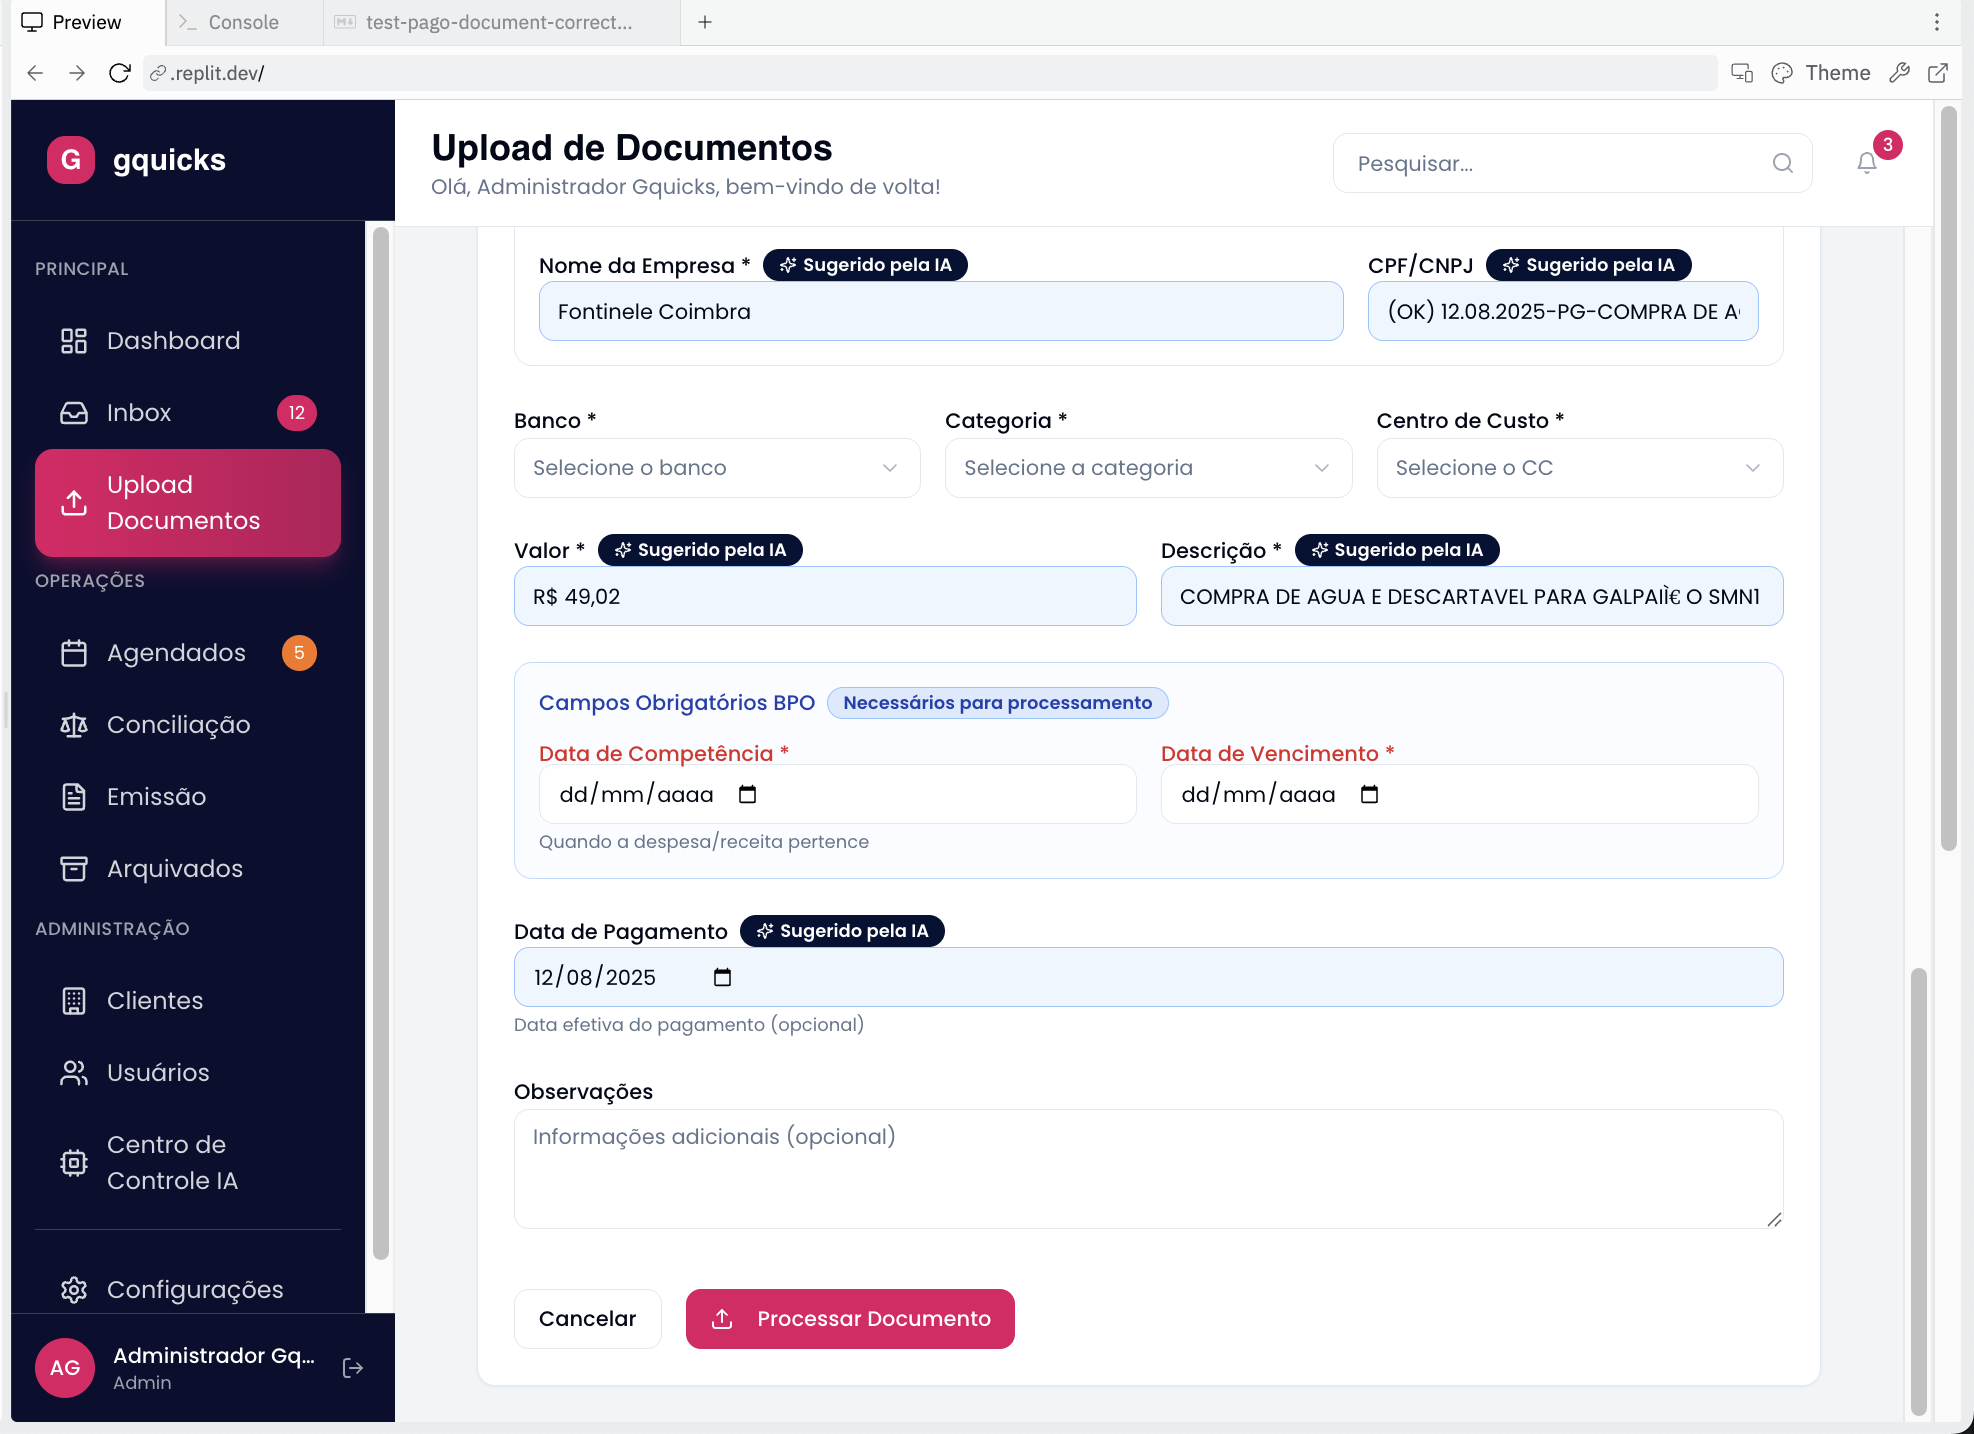 Preview
Console
test-pago-document-correct...
.replit.dev/
Theme
G gquicks
PRINCIPAL
Dashboard
Inbox 12
Upload
Documentos
OPERAÇÕES
Agendados 5
Conciliação
Emissão
Arquivados
ADMINISTRAÇÃO
Clientes
Usuários
Centro de
Controle IA
Configurações
AG
Administrador Gq...
Admin
Upload de Documentos
Olá, Administrador Gquicks, bem-vindo de volta!
Pesquisar...
3
Nome da Empresa * Sugerido pela IA
Fontinele Coimbra
CPF/CNPJ Sugerido pela IA
(OK) 12.08.2025-PG-COMPRA DE A
Banco *
Selecione o banco
Categoria *
Selecione a categoria
Centro de Custo *
Selecione o CC
Valor * Sugerido pela IA
R$ 49,02
Descrição * Sugerido pela IA
COMPRA DE AGUA E DESCARTAVEL PARA GALPAIÌ€ O SMN1
Campos Obrigatórios BPO Necessários para processamento
Data de Competência *
dd/mm/aaaa
Quando a despesa/receita pertence
Data de Vencimento *
dd/mm/aaaa
Data de Pagamento Sugerido pela IA
12/08/2025
Data efetiva do pagamento (opcional)
Observações
Informações adicionais (opcional)
Cancelar
Processar Documento